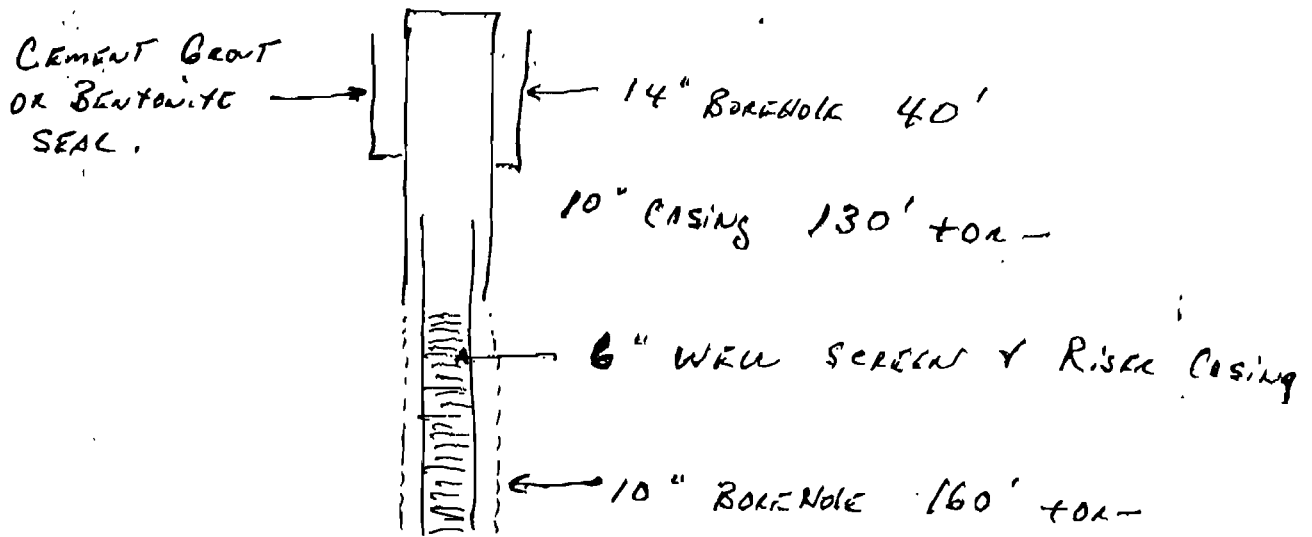 CEMENT GROUT
OR BENTONITE
SEAL.
14" BOREHOLE 40'
10" CASING 130' + OR -
6" WELL SCREEN & RISER CASING
10" BOREHOLE 160' + OR -